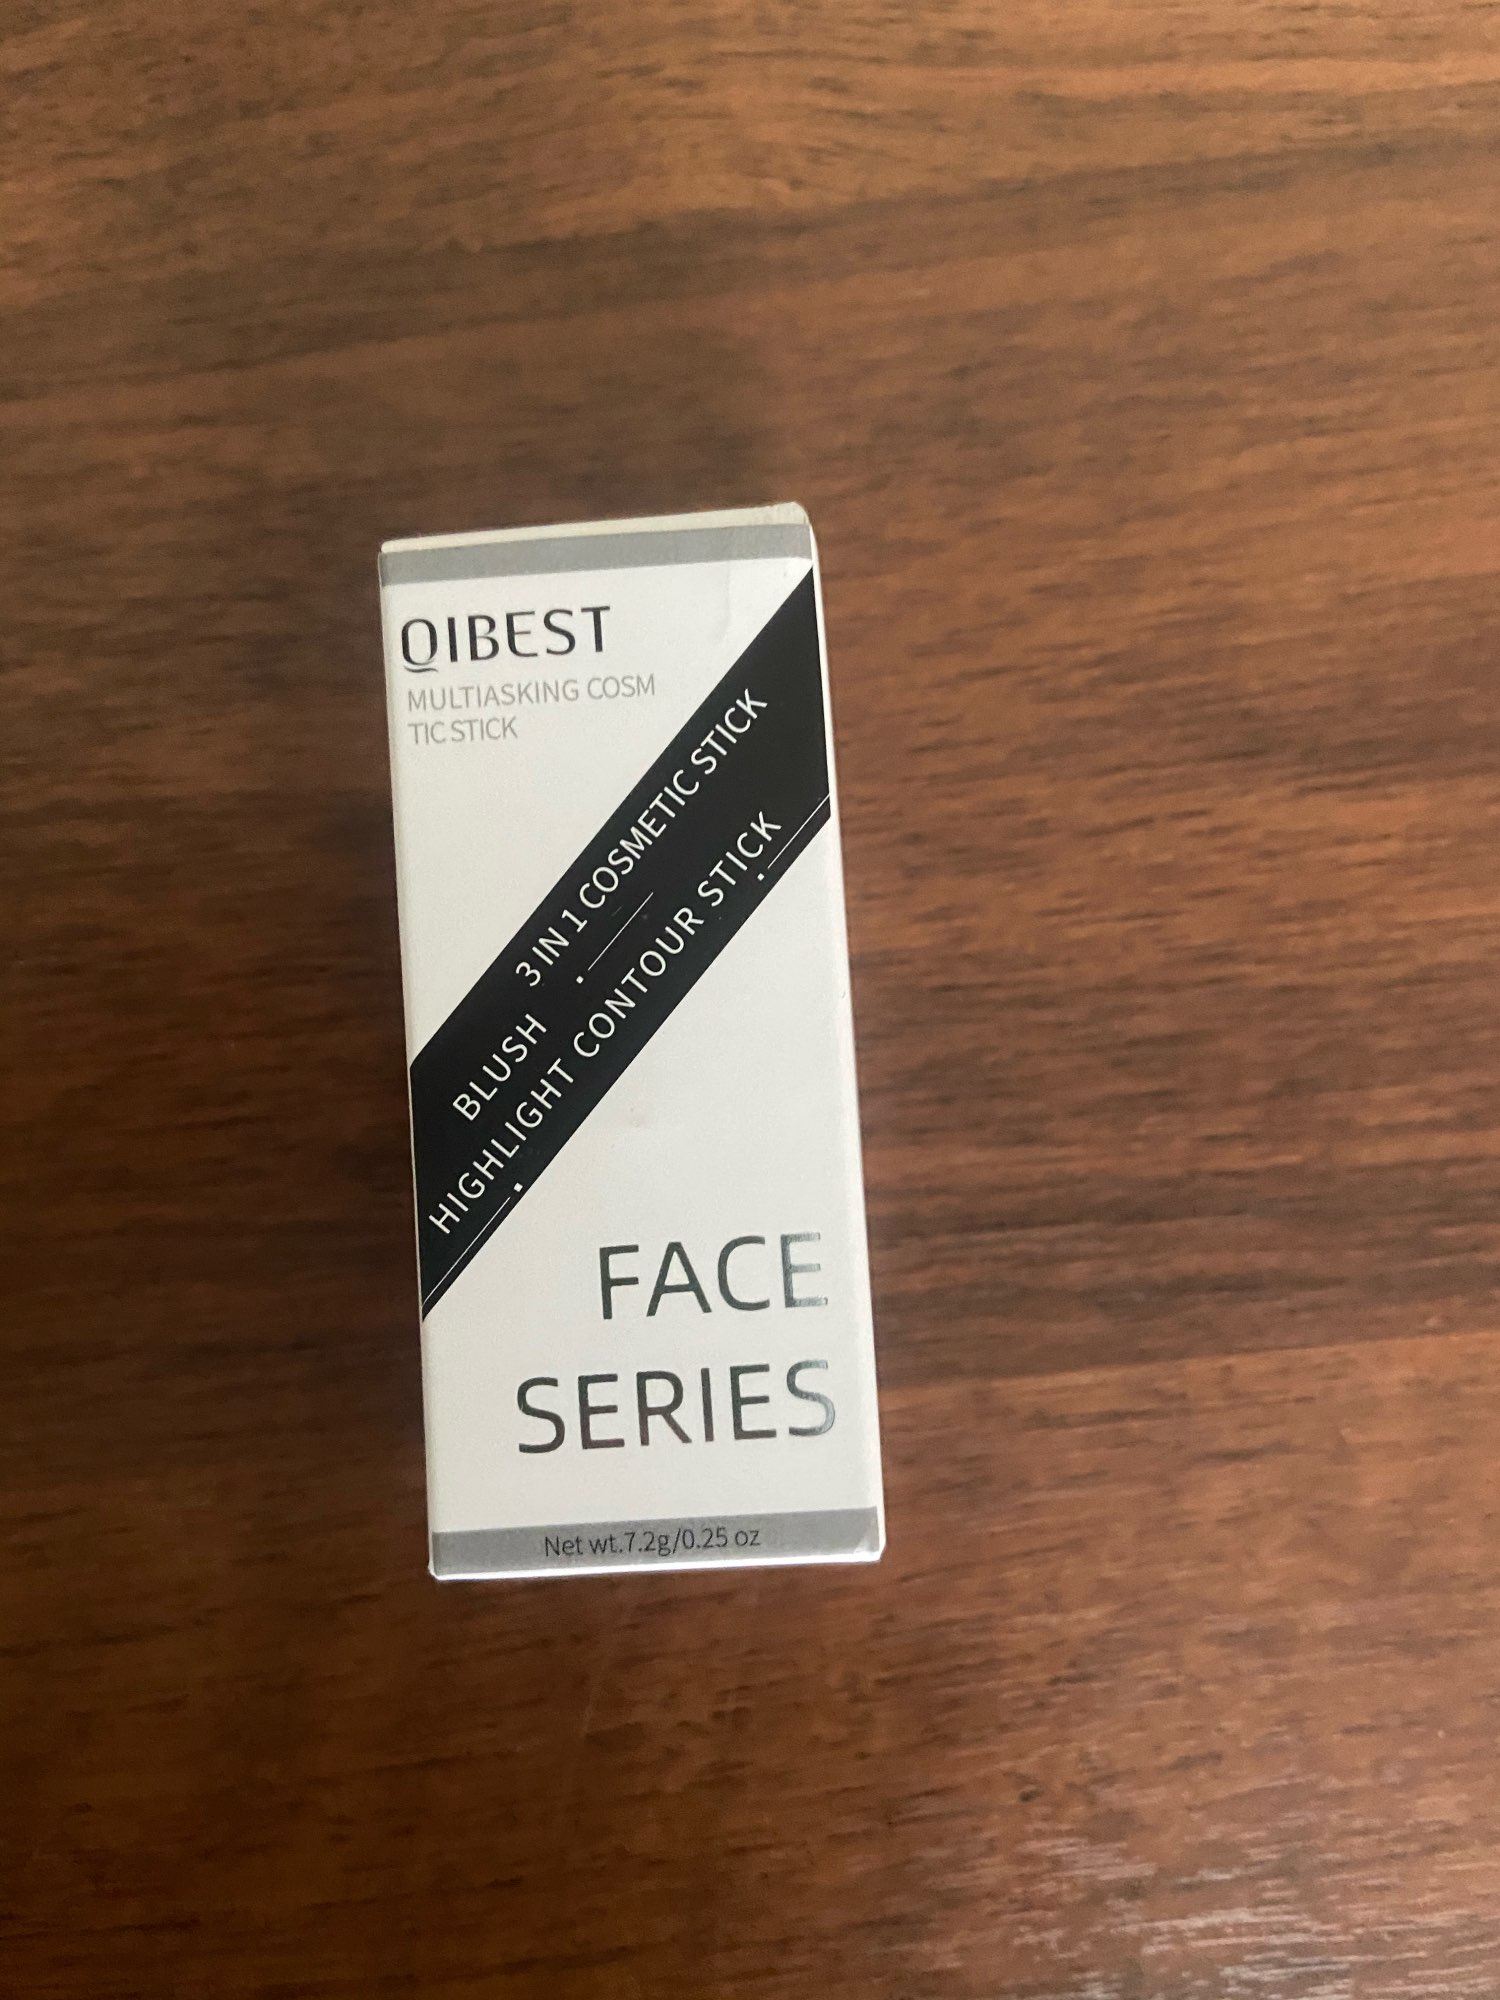 QIBEST
MULTIASKING COSM
TIC STICK
BLUSH 3 IN 1 COSMETIC STICK
HIGHLIGHT CONTOUR STICK
FACE
SERIES
Net wt.7.2g/0.25 oz